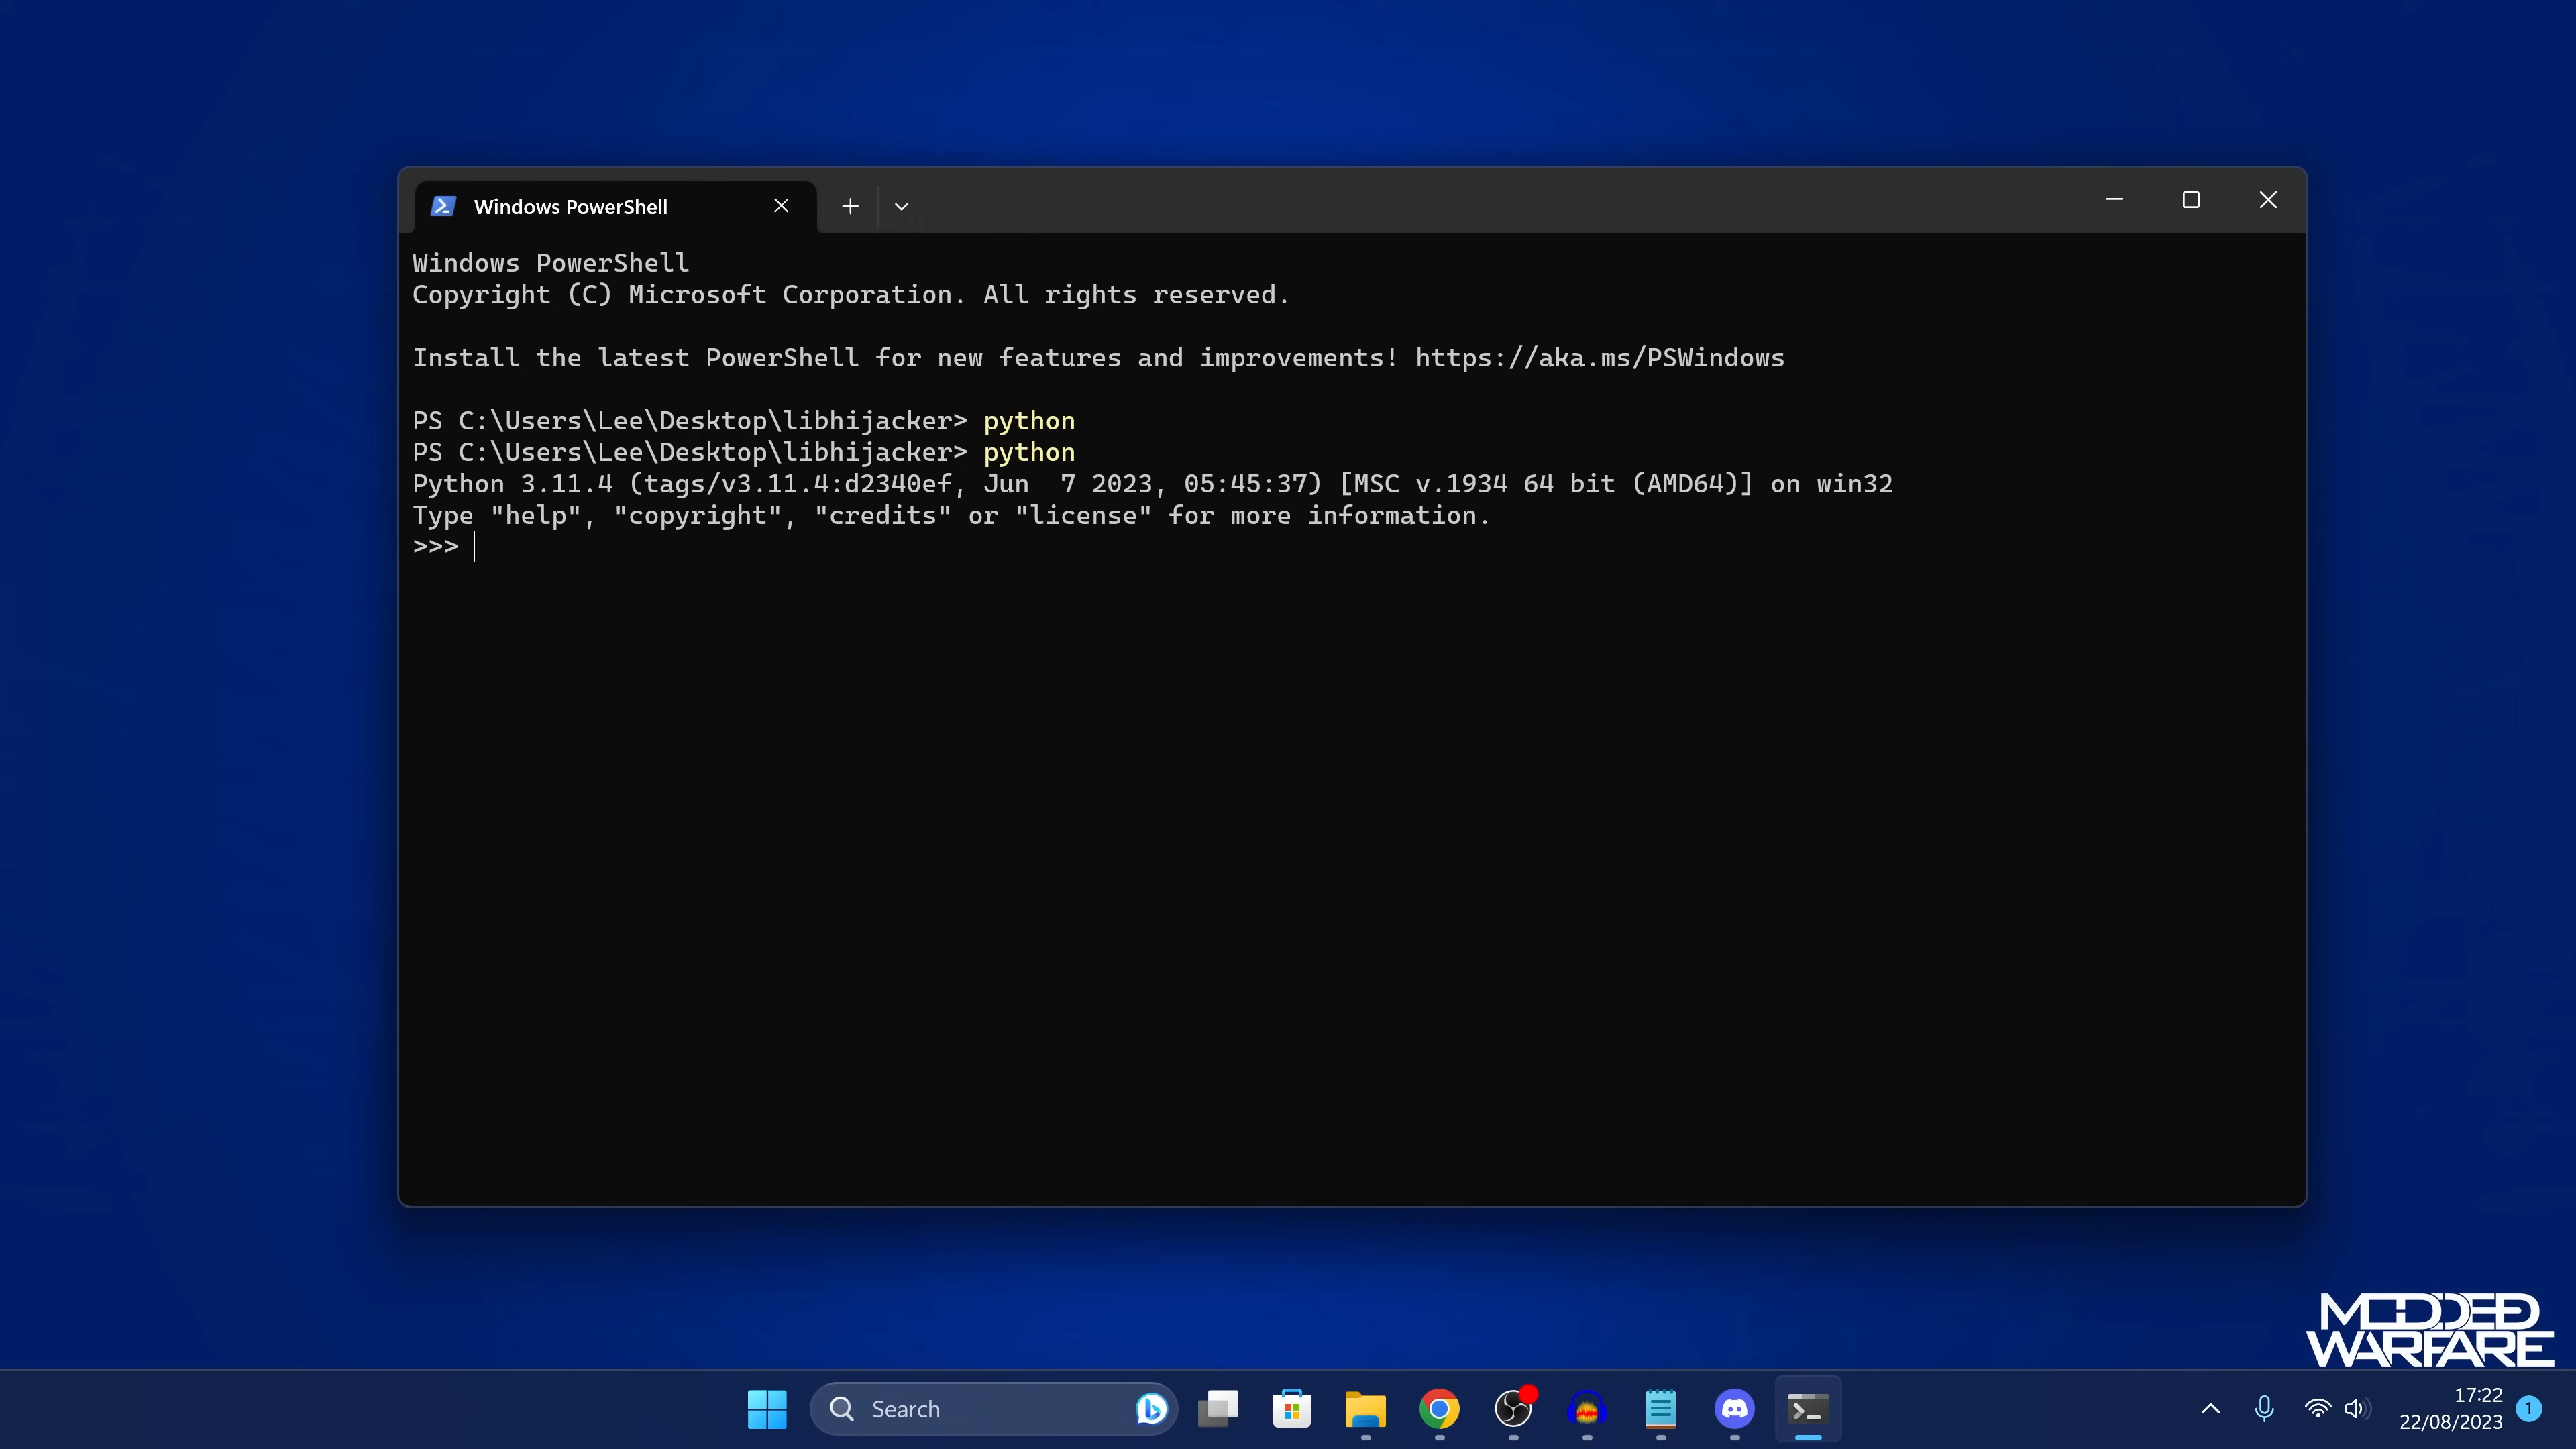 Windows PowerShell
Windows PowerShell
Copyright (C) Microsoft Corporation. All rights reserved.
Install the latest PowerShell for new features and improvements! https://aka.ms/PSWindows
PS C:\Users\Lee\Desktop\libhijacker> python
PS C:\Users\Lee\Desktop\libhijacker> python
Python 3.11.4 (tags/v3.11.4:d2340ef, Jun  7 2023, 05:45:37) [MSC v.1934 64 bit (AMD64)] on win32
Type "help", "copyright", "credits" or "license" for more information.
>>>
MODDED
WARFARE
Search
17:22
22/08/2023
1